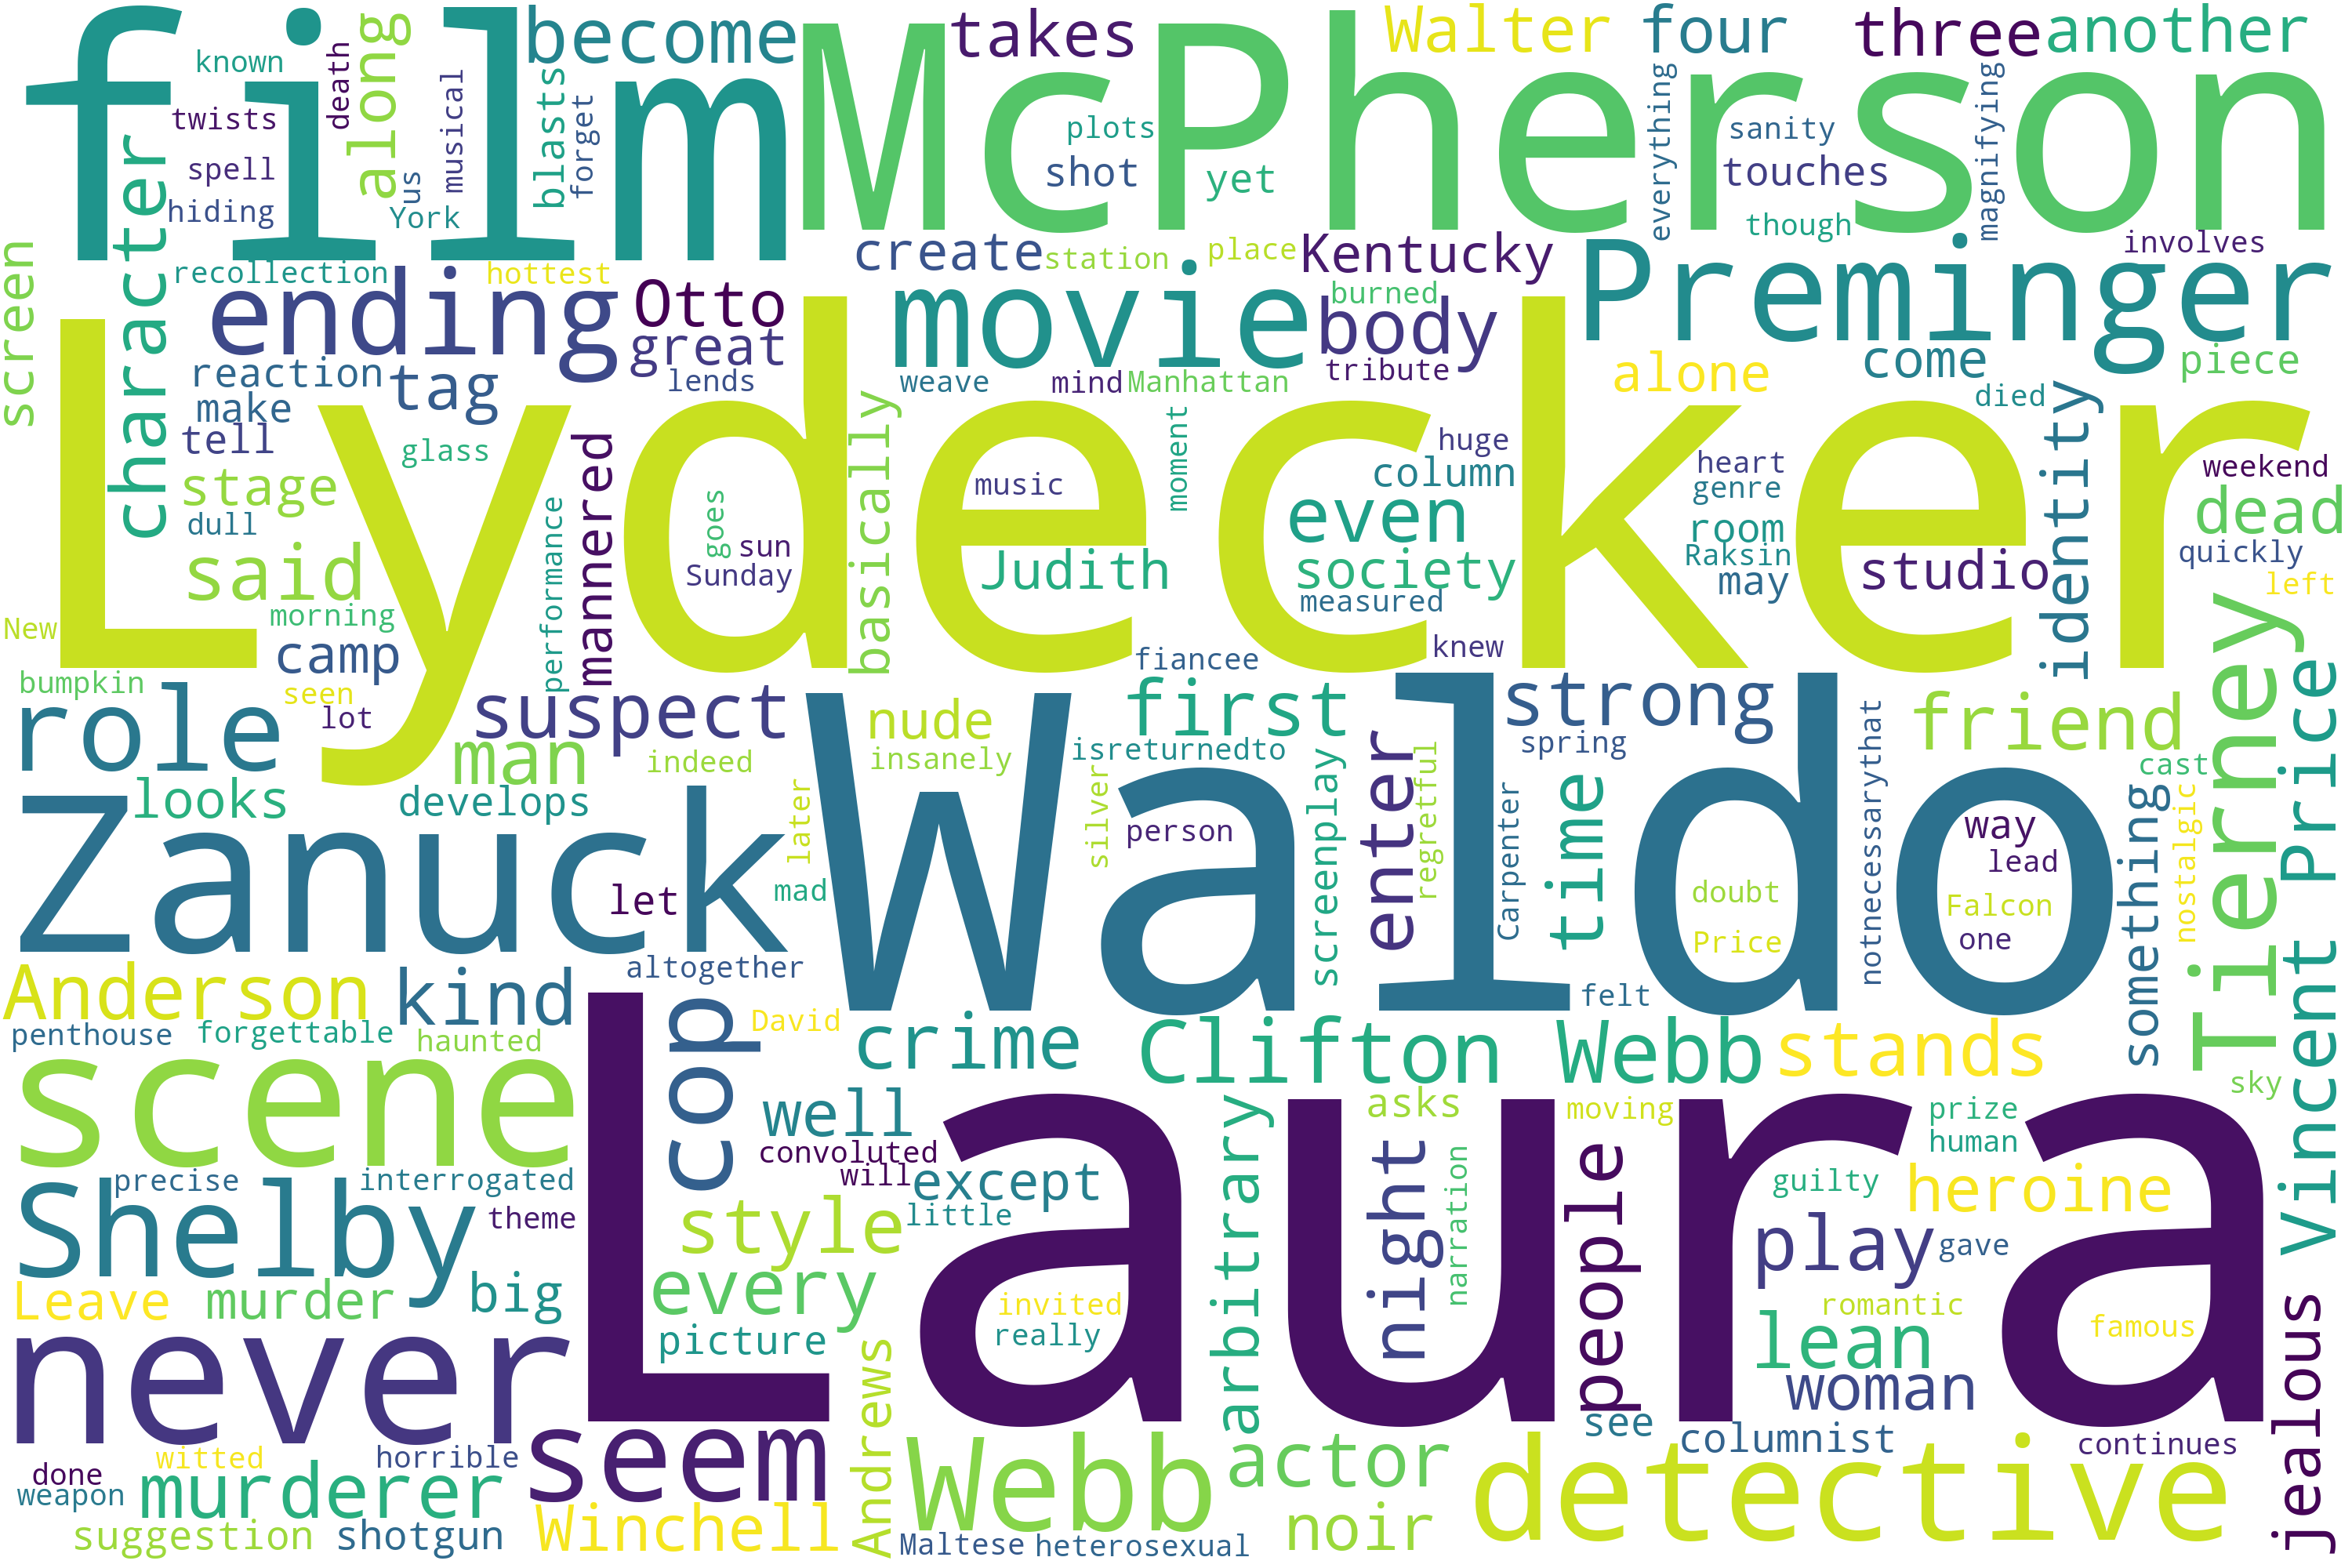 film
McPherson
Lydecker
Waldo
Laura
Zanuck
scene
never
Shelby
detective
Webb
movie
Preminger
ending
role
seem
Tierney
cop
become
takes
Walter
four
three
another
known
death
along
musical
blasts
forget
twists
spell
hiding
us
York
character
screen
plots
shot
yet
everything
sanity
touches
magnifying
though
involves
recollection
hottest
Otto
great
create
station
place
Kentucky
burned
body
tribute
reaction
make
tell
tag
lends
weave
mind
Manhattan
alone
come
piece
died
identity
stage
dull
said
morning
glass
mannered
performance
goes
sun
Sunday
basically
music
moment
huge
column
even
Judith
society
measured
heart
genre
room
Raksin
may
studio
weekend
dead
quickly
left
New
camp
bumpkin
seen
lot
suspect
man
indeed
knew
fiancee
first
nude
insanely
isreturnedto
strong
spring
friend
cast
looks
develops
later
mad
let
silver
person
screenplay
enter
regretful
Carpenter
time
doubt
Price
notnecessarythat
way
lead
Falcon
one
something
nostalgic
Vincent Price
Anderson
kind
altogether
penthouse
forgettable
haunted
David
crime
felt
Clifton Webb
stands
sky
well
convoluted
will
except
little
arbitrary
asks
night
narration
moving
people
prize
human
guilty
heroine
play
gave
precise
interrogated
theme
style
every
picture
invited
really
Leave
murder
big
romantic
lean
famous
woman
jealous
Andrews
see
columnist
continues
actor
noir
done
witted
horrible
weapon
murderer
suggestion
shotgun
Winchell
Maltese
heterosexual